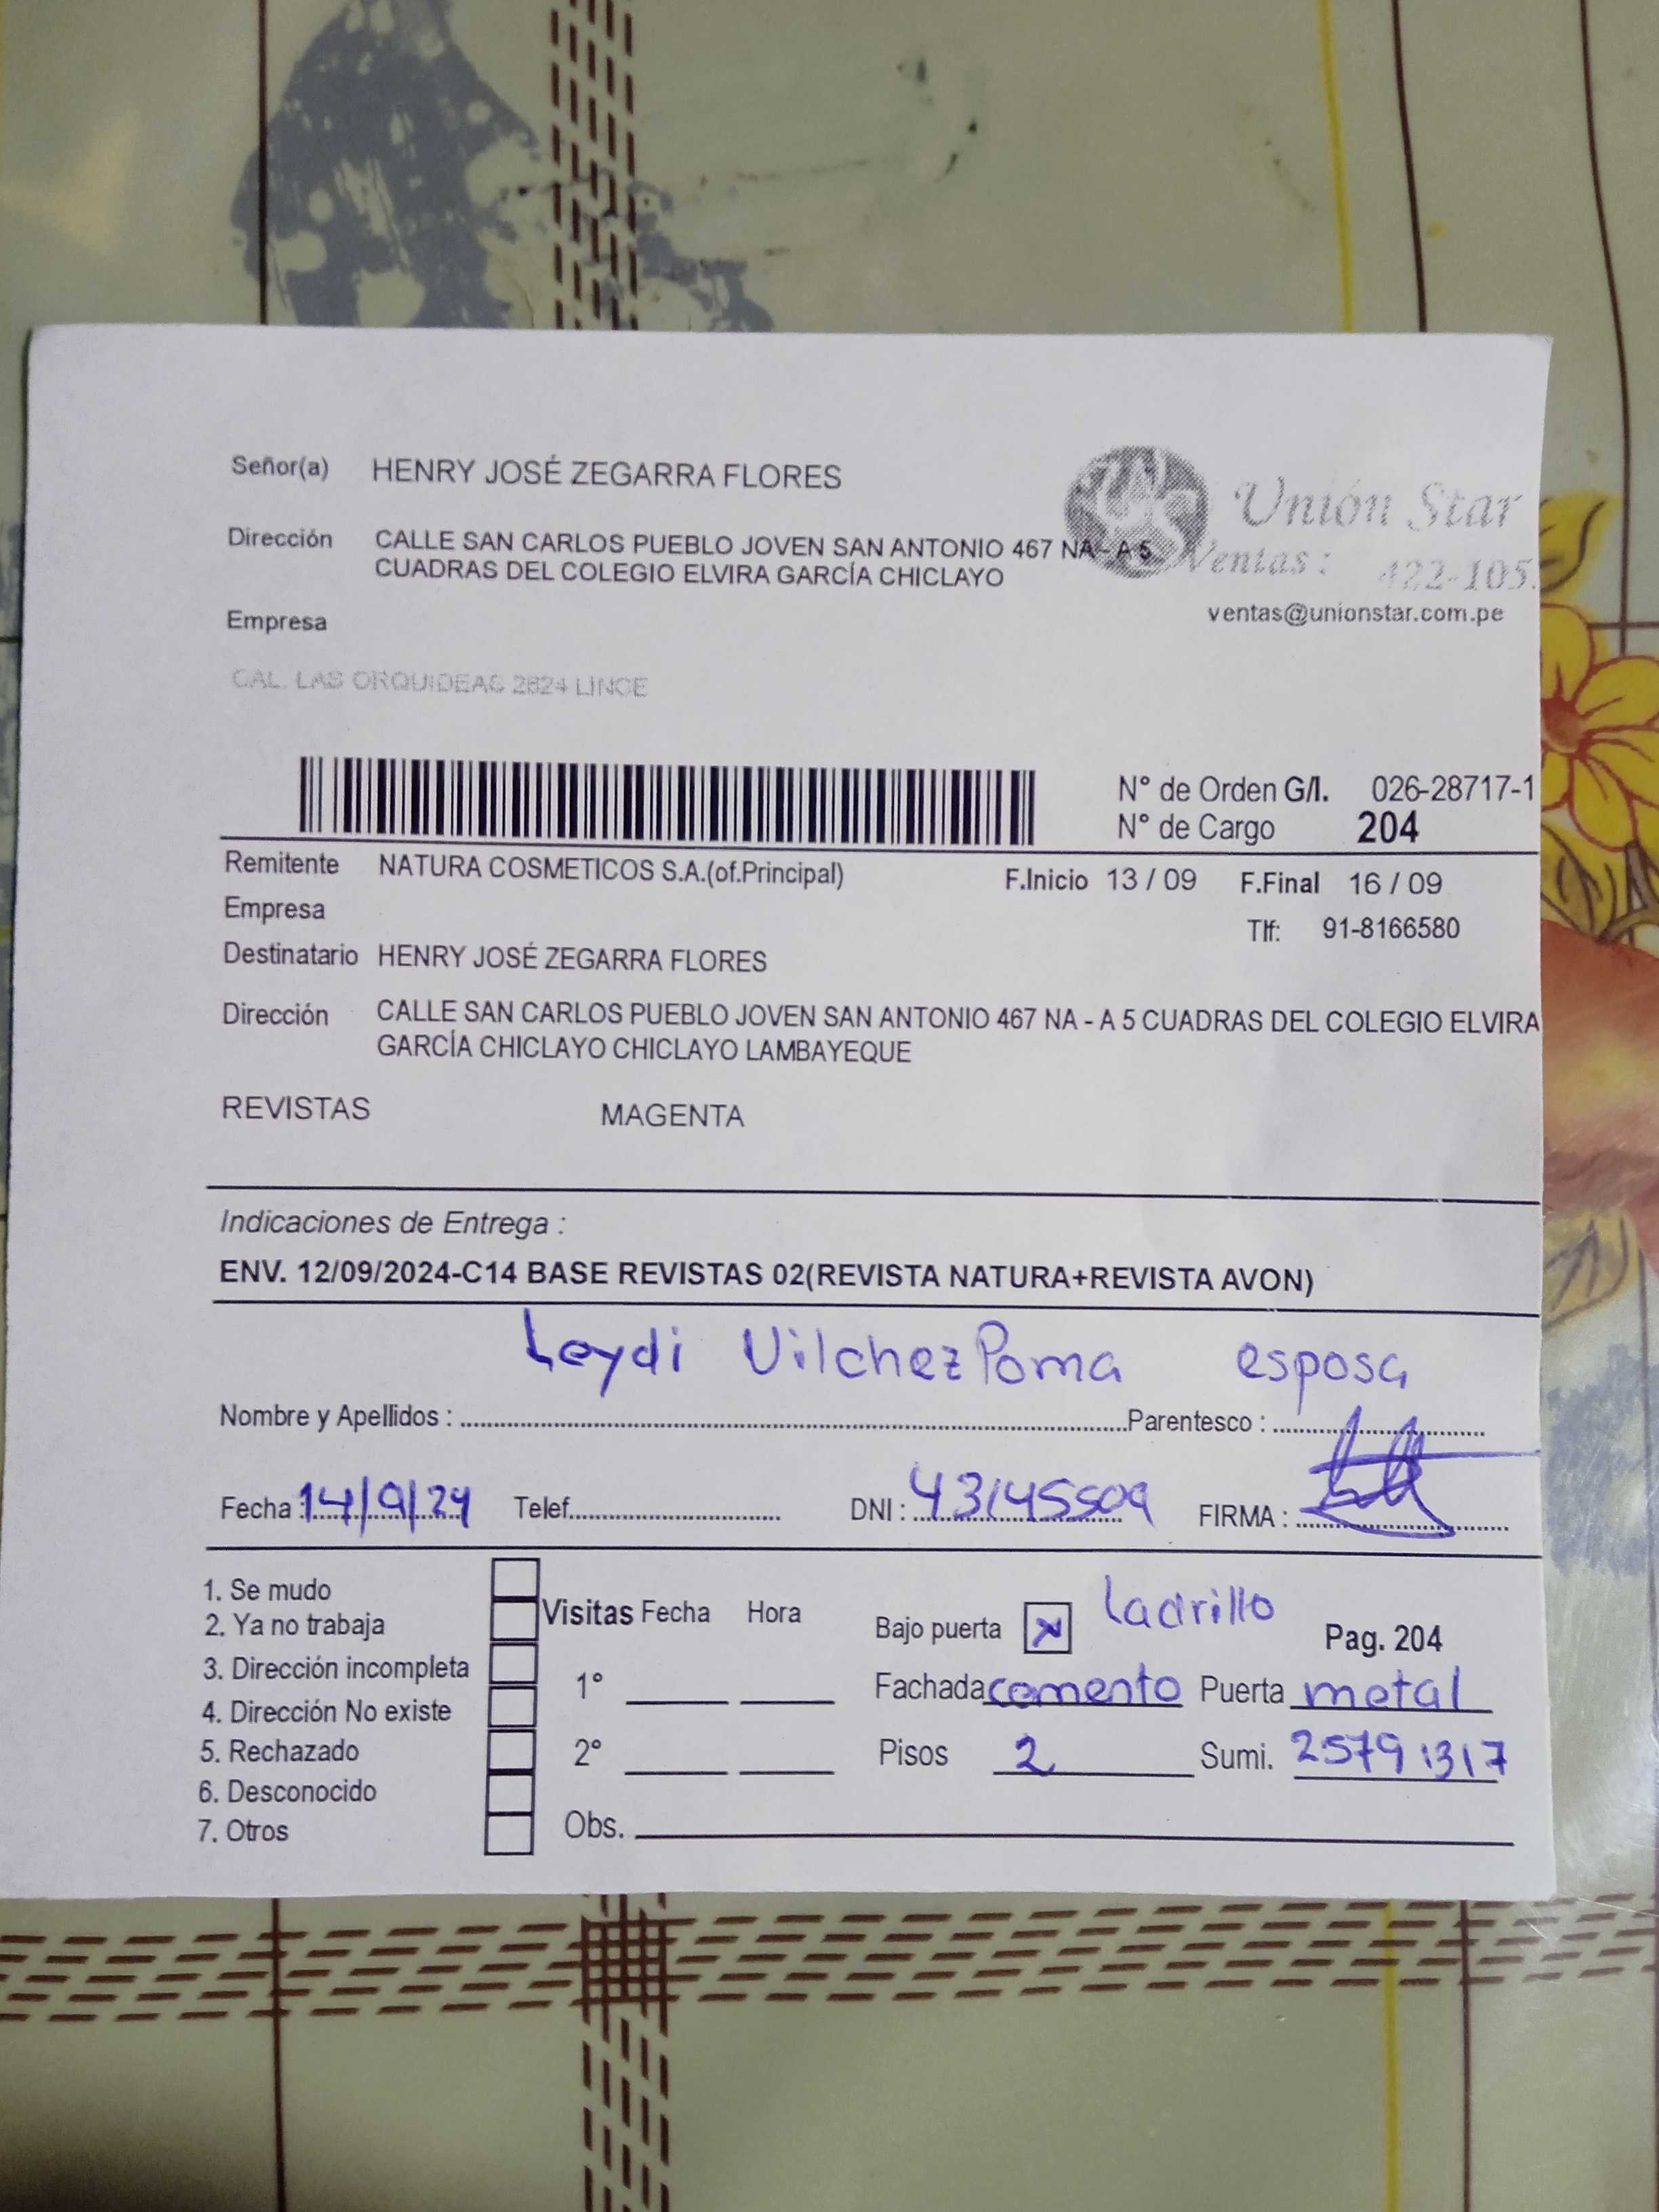 Señor(a) HENRY JOSÉ ZEGARRA FLORES
Unión Star
Dirección CALLE SAN CARLOS PUEBLO JOVEN SAN ANTONIO 467 NA - A 5
CUADRAS DEL COLEGIO ELVIRA GARCÍA CHICLAYO
Ventas: 422-105
ventas@unionstar.com.pe
Empresa
CAL. LAS ORQUIDEAS 2624 LINCE
N° de Orden G/I. 026-28717-1
N° de Cargo 204
Remitente NATURA COSMETICOS S.A.(of.Principal) F.Inicio 13 / 09 F.Final 16 / 09
Empresa
Tlf: 91-8166580
Destinatario HENRY JOSÉ ZEGARRA FLORES
Dirección CALLE SAN CARLOS PUEBLO JOVEN SAN ANTONIO 467 NA - A 5 CUADRAS DEL COLEGIO ELVIRA
GARCÍA CHICLAYO CHICLAYO LAMBAYEQUE
REVISTAS MAGENTA
Indicaciones de Entrega :
ENV. 12/09/2024-C14 BASE REVISTAS 02(REVISTA NATURA+REVISTA AVON)
Leydi Vilchez Poma esposa
Nombre y Apellidos : Parentesco :
Fecha : 14/9/24 Telef. DNI : 43145509 FIRMA :
1. Se mudo
2. Ya no trabaja
3. Dirección incompleta
4. Dirección No existe
5. Rechazado
6. Desconocido
7. Otros
Visitas Fecha Hora
1°
2°
Obs.
Bajo puerta x ladrillo
Pag. 204
Fachada cemento Puerta metal
Pisos 2 Sumi. 25791317